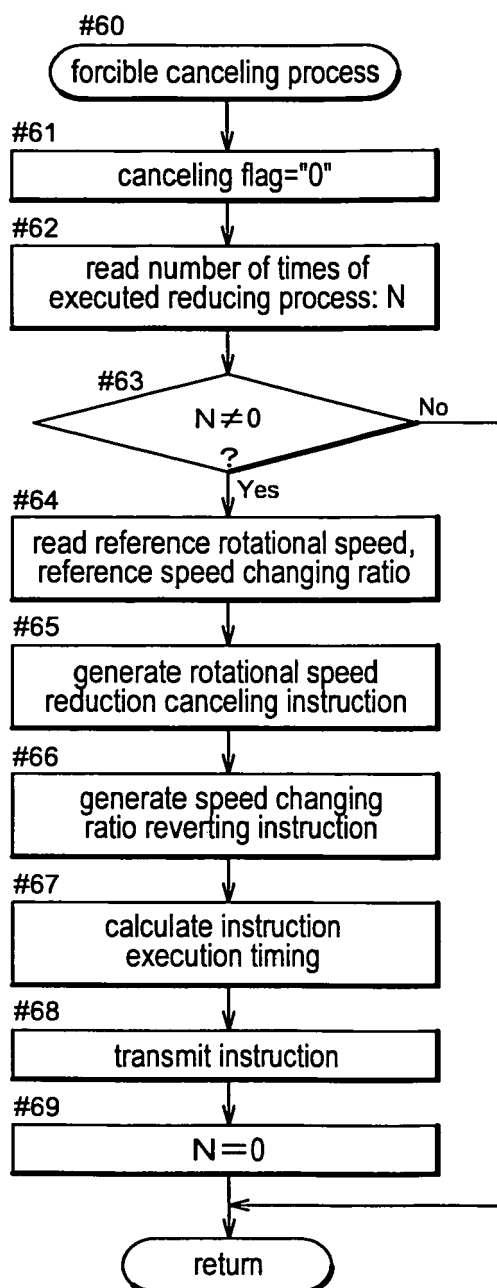 #60
forcible canceling process
#61
canceling flag="0"
#62
read number of times of
executed reducing process: N
#63
N≠0
?
No
Yes
#64
read reference rotational speed,
reference speed changing ratio
#65
generate rotational speed
reduction canceling instruction
#66
generate speed changing
ratio reverting instruction
#67
calculate instruction
execution timing
#68
transmit instruction
#69
N=0
return